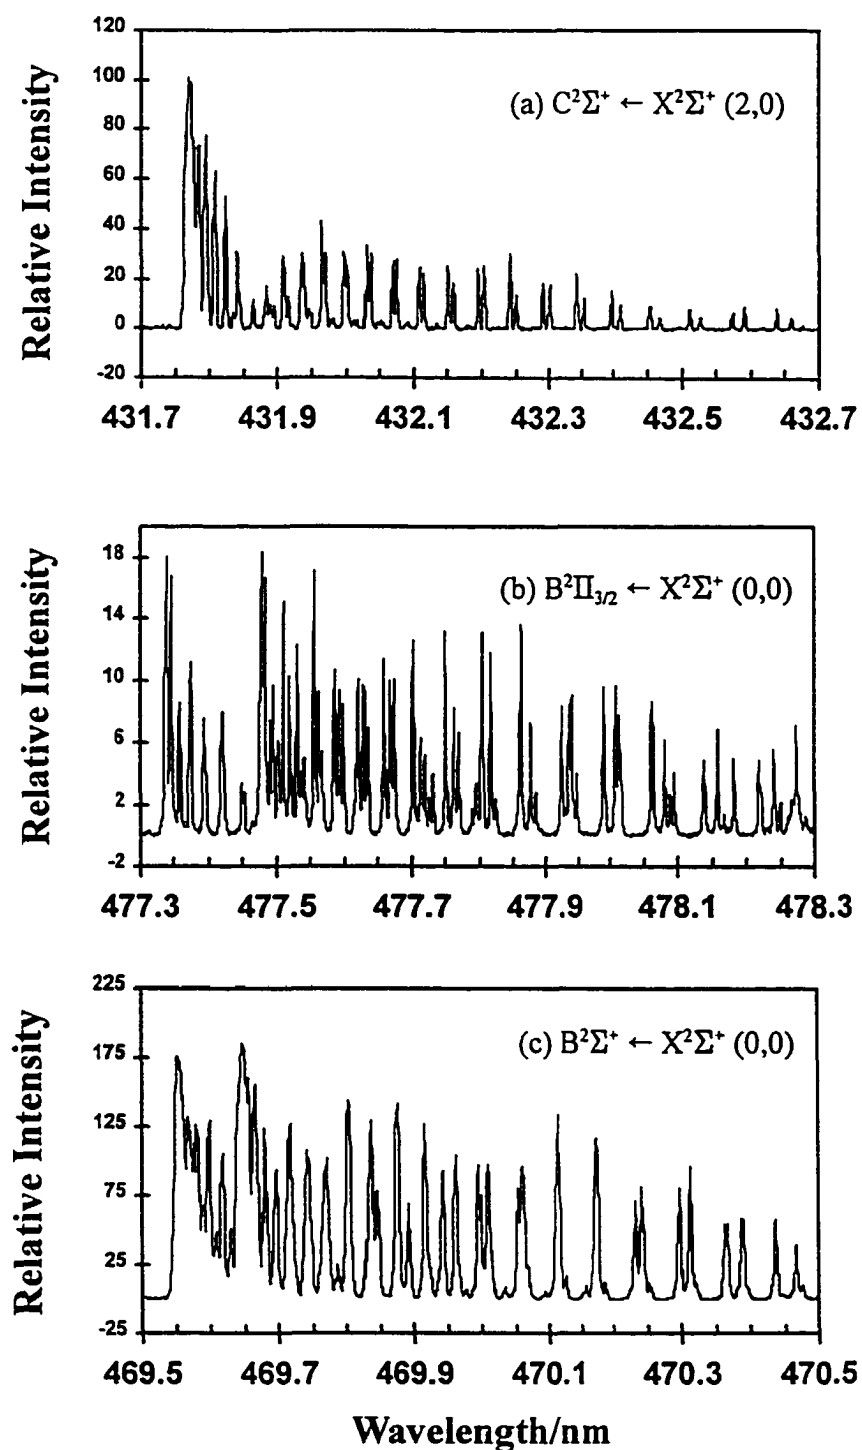 Relative Intensity
120
100
80
60
40
20
0
-20
(a) C²Σ⁺ ← X²Σ⁺ (2,0)
431.7 431.9 432.1 432.3 432.5 432.7
Relative Intensity
18
14
10
6
2
-2
(b) B²Π₃/₂ ← X²Σ⁺ (0,0)
477.3 477.5 477.7 477.9 478.1 478.3
Relative Intensity
225
175
125
75
25
-25
(c) B²Σ⁺ ← X²Σ⁺ (0,0)
469.5 469.7 469.9 470.1 470.3 470.5
Wavelength/nm